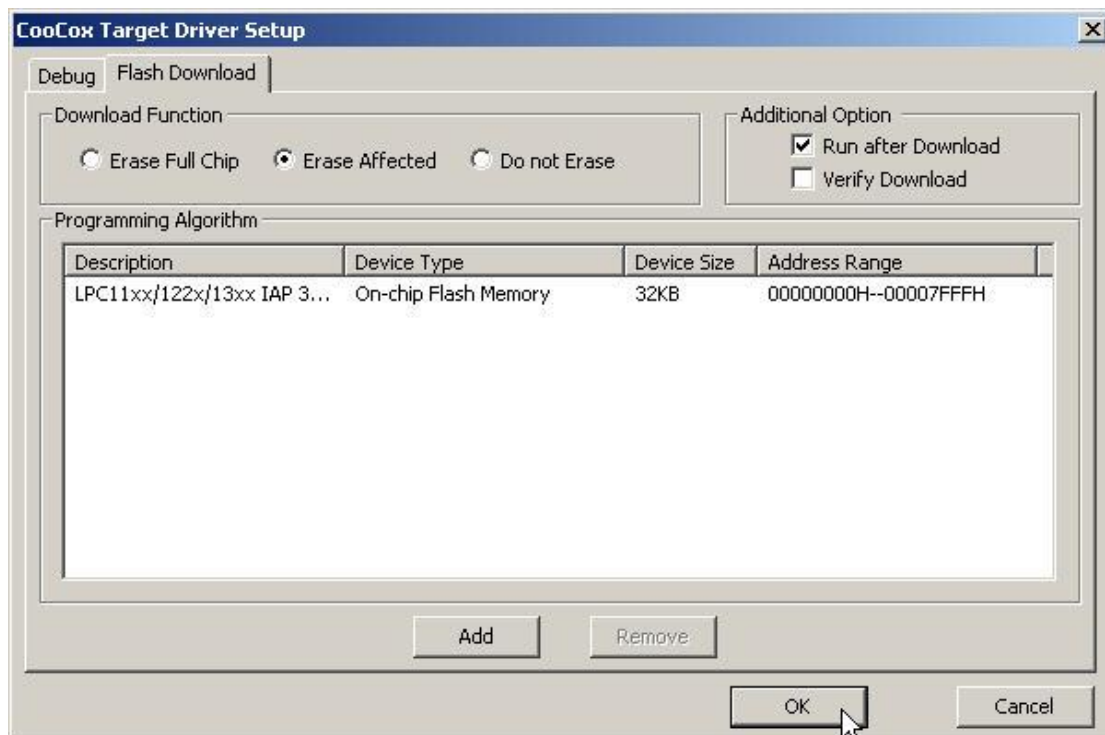 CooCox Target Driver Setup
Debug Flash Download
Download Function
Erase Full Chip Erase Affected Do not Erase
Additional Option
Run after Download
Verify Download
Programming Algorithm
Description Device Type Device Size Address Range
LPC11xx/122x/13xx IAP 3... On-chip Flash Memory 32KB 00000000H--00007FFFH
Add Remove
OK Cancel